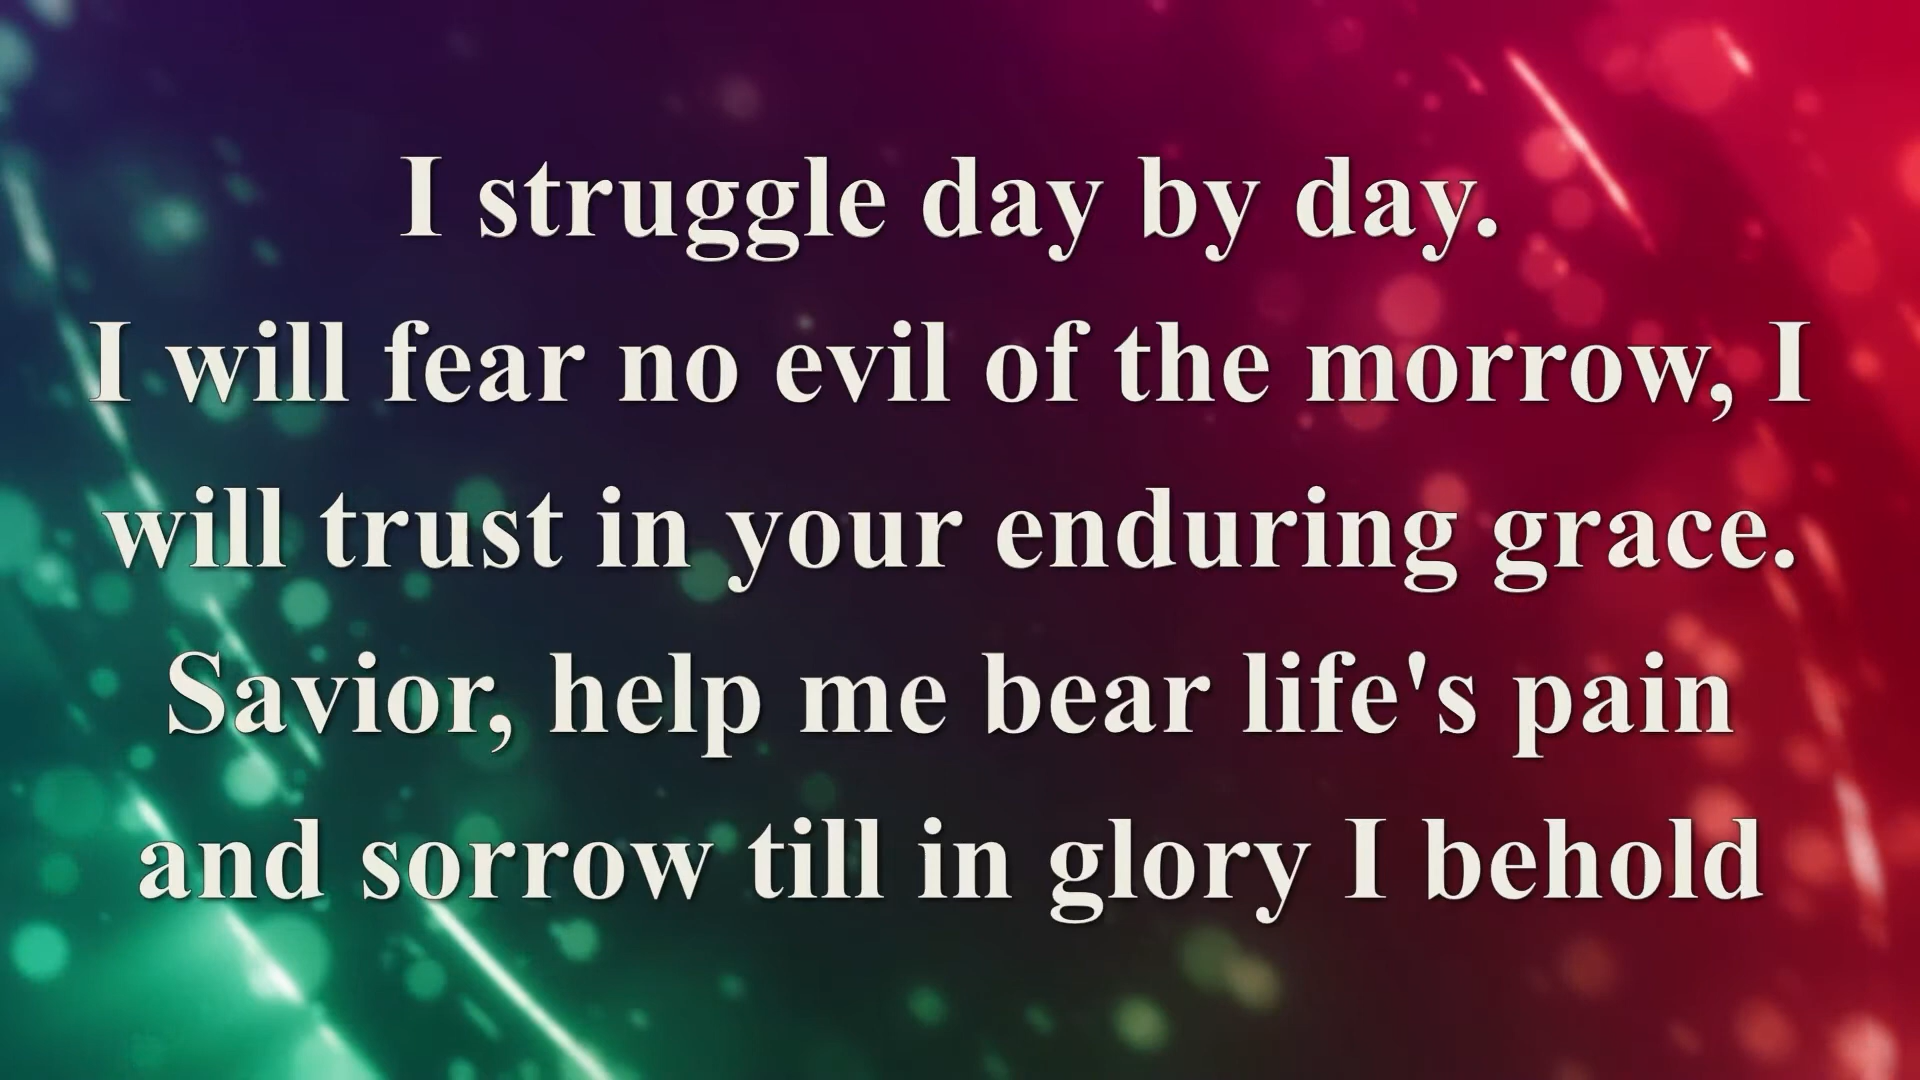 I struggle day by day.
I will fear no evil of the morrow, I
will trust in your enduring grace.
Savior, help me bear life's pain
and sorrow till in glory I behold